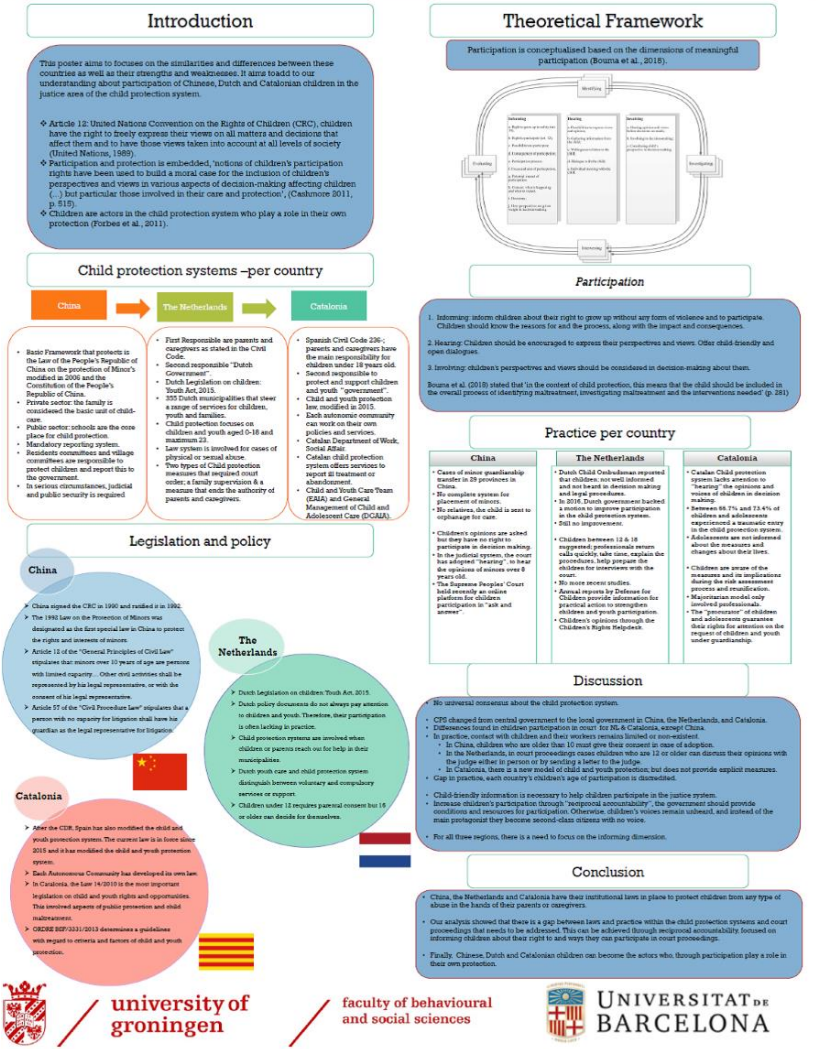 Introduction
This poster aims to focuses on the similarities and differences between these
countries as well as their strengths and weaknesses. It aims toadd to our
understanding about participation of Chinese, Dutch and Catalonian children in the
justice area of the child protection system.
❖ Article 12: United Nations Convention on the Rights of Children (CRC), children
have the right to freely express their views on all matters and decisions that
affect them and to have those views taken into account at all levels of society
(United Nations, 1989).
❖ Participation and protection is embedded, 'notions of children's participation
rights have been used to build a moral case for the inclusion of children's
perspectives and views in various aspects of decision-making affecting children
(...) but particular those involved in their care and protection', (Cashmore 2011,
p. 515).
❖ Children are actors in the child protection system who play a role in their own
protection (Forbes et al., 2011).
Child protection systems –per country
China
The Netherlands
Catalonia
• Basic Framework that protects is
the Law of the People's Republic of
China on the protection of Minor's
modified in 2006 and the
Constitution of the People's
Republic of China.
• Private sector: the family is
considered the basic unit of child-
care.
• Public sector: schools are the core
place for child protection.
• Mandatory reporting system.
• Residents committees and village
committees are responsible to
protect children and report this to
the government.
• In serious circumstances, judicial
and public security is required
• First Responsible are parents and
caregivers as stated in the Civil
Code.
• Second responsible "Dutch
Government".
• Dutch Legislation on children:
Youth Act, 2015.
• 355 Dutch municipalities that steer
a range of services for children,
youth and families.
• Child protection focuses on
children and youth aged 0-18 and
maximum 23.
• Law system is involved for cases of
physical or sexual abuse.
• Two types of Child protection
measures that required court
order; a family supervision & a
measure that ends the authority of
parents and caregivers.
• Spanish Civil Code 236-;
parents and caregivers have
the main responsibility for
children under 18 years old.
• Second responsible to
protect and support children
and youth "government".
• Child and youth protection
law, modified in 2015.
• Each autonomous community
can work on their own
policies and services.
• Catalan Department of Work,
Social Affair.
• Catalan child protection
system offers services to
report ill treatment or
abandonment.
• Child and Youth Care Team
(EAIA) and General
Management of Child and
Adolescent Care (DGAIA).
Legislation and policy
China
➤ China signed the CRC in 1990 and ratified it in 1992.
➤ The 1992 Law on the Protection of Minors was
designated as the first special law in China to protect
the rights and interests of minors.
➤ Article 12 of the "General Principles of Civil Law"
stipulates that minors over 10 years of age are persons
with limited capacity... Other civil activities shall be
represented by his legal representative, or with the
consent of his legal representative.
➤ Article 57 of the "Civil Procedure Law" stipulates that a
person with no capacity for litigation shall have his
guardian as the legal representative for litigation.
The
Netherlands
➤ Dutch Legislation on children: Youth Act, 2015.
➤ Dutch policy documents do not always pay attention
to children and youth. Therefore, their participation
is often lacking in practice.
➤ Child protection systems are involved when
children or parents reach out for help in their
municipalities.
➤ Dutch youth care and child protection system
distinguish between voluntary and compulsory
services or support.
➤ Children under 12 requires parental consent but 16
or older can decide for themselves.
Catalonia
➤ After the CDR, Spain has also modified the child and
youth protection system. The current law is in force since
2015 and it has modified the child and youth protection
system.
➤ Each Autonomous Community has developed its own law.
➤ In Catalonia, the Law 14/2010 is the most important
legislation on child and youth rights and opportunities.
This involved aspects of public protection and child
maltreatment.
➤ ORDRE BSF/3331/2013 determines a guidelines
with regard to criteria and factors of child and youth
protection.
Theoretical Framework
Participation is conceptualised based on the dimensions of meaningful
participation (Bouma et al., 2018).
Identifying
Informing
Hearing
Involving
Evaluating
Investigating
Intervening
Participation
1. Informing: inform children about their right to grow up without any form of violence and to participate.
Children should know the reasons for and the process, along with the impact and consequences.
2. Hearing: Children should be encouraged to express their perspectives and views. Offer child-friendly and
open dialogues.
3. Involving: children's perspectives and views should be considered in decision-making about them.
Bouma et al. (2018) stated that 'in the context of child protection, this means that the child should be included in
the overall process of identifying maltreatment, investigating maltreatment and the interventions needed' (p. 281)
Practice per country
China
• Cases of minor guardianship
transfer in 29 provinces in
China.
• No complete system for
placement of minors.
• No relatives, the child is sent to
orphanage for care.
• Children's opinions are asked
but they have no right to
participate in decision making.
• In the judicial system, the court
has adopted "hearing", to hear
the opinions of minors over 8
years-old.
• The Supreme Peoples' Court
held recently an online
platform for children
participation in "ask and
answer".
The Netherlands
• Dutch Child Ombudsman reported
that children; not well informed
and not heard in decision making
and legal procedures.
• In 2016, Dutch government backed
a motion to improve participation
in the child protection system.
• Still no improvement.
• Children between 12 & 18
suggested; professionals return
calls quickly, take time, explain the
procedures, help prepare the
children for interviews with the
court.
• No more recent studies.
• Annual reports by Defense for
Children provide information for
practical action to strengthen
children and youth participation.
• Children's opinions through the
Children's Rights Helpdesk.
Catalonia
• Catalan Child protection
system lacks attention to
"hearing" the opinions and
voices of children in decision
making.
• Between 66.7% and 73.4% of
children and adolescents
experienced a traumatic entry
in the child protection system.
• Adolescents are not informed
about the measures and
changes about their lives.
• Children are aware of the
measures and its implications
during the risk assessment
process and reunification.
• Majoritarian model only
involved professionals.
• The "procurator" of children
and adolescents guarantee
their rights for attention on the
request of children and youth
under guardianship.
Discussion
• No universal consensus about the child protection system.
• CPS changed from central government to the local government in China, the Netherlands, and Catalonia.
• Differences found in children participation in court for NL & Catalonia, except China.
• In practice, contact with children and their workers remains limited or non-existent.
• In China, children who are older than 10 must give their consent in case of adoption.
• In the Netherlands, in court proceedings cases children who are 12 or older can discuss their opinions with
the judge either in person or by sending a letter to the judge.
• In Catalonia, there is a new model of child and youth protection; but does not provide explicit measures.
• Gap in practice, each country's children's age of participation is dismedited.
• Child-friendly information is necessary to help children participate in the justice system.
• Increase children's participation through "reciprocal accountability", the government should provide
conditions and resources for participation. Otherwise, children's voices remain unheard, and instead of the
main protagonist they become second-class citizens with no voice.
• For all three regions, there is a need to focus on the informing dimension.
Conclusion
• China, the Netherlands and Catalonia have their institutional laws in place to protect children from any type of
abuse in the hands of their parents or caregivers.
• Our analysis showed that there is a gap between laws and practice within the child protection systems and court
proceedings that needs to be addressed. This can be achieved through reciprocal accountability, focused on
informing children about their right to and ways they can participate in court proceedings.
• Finally, Chinese, Dutch and Catalonian children can become the actors who, through participation play a role in
their own protection.
university of
groningen
faculty of behavioural
and social sciences
UNIVERSITAT DE
BARCELONA